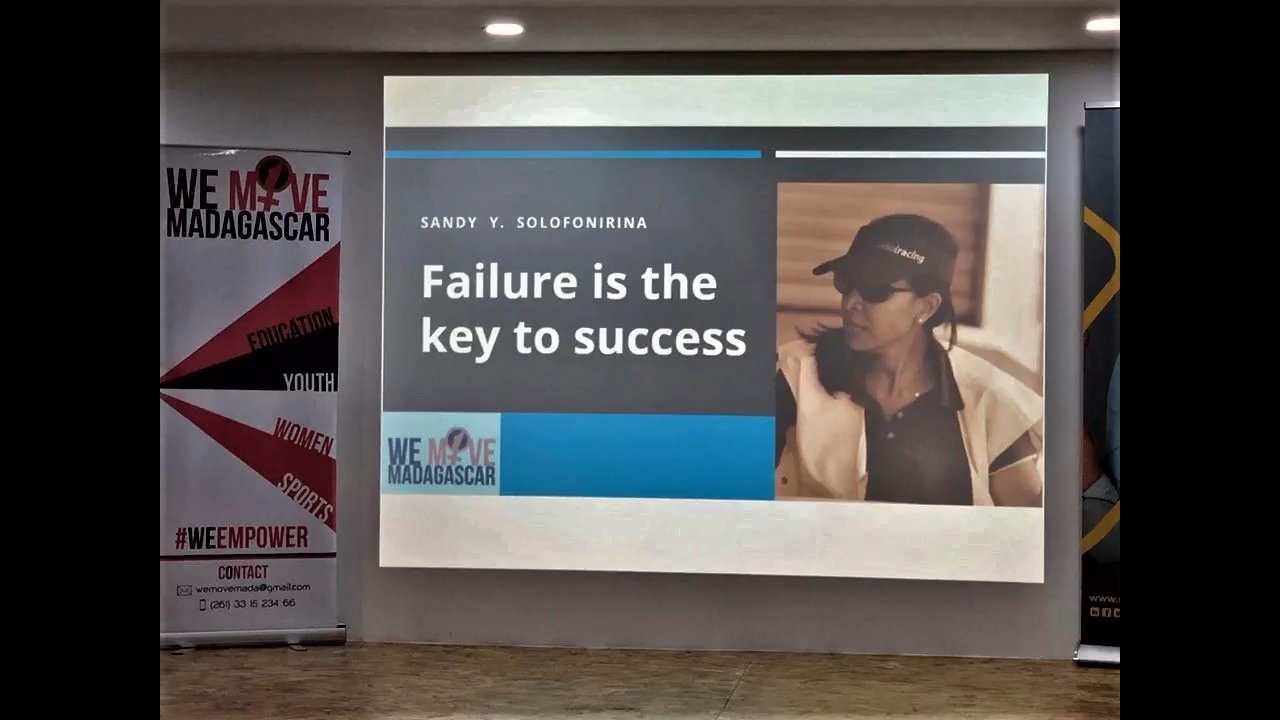 WE MOVE
MADAGASCAR
EDUCATION
YOUTH
WOMEN
SPORTS
#WEEMPOWER
CONTACT
wemovemada@gmail.com
(261) 33 15 234 66
SANDY Y. SOLOFONIRINA
Failure is the
key to success
WE MOVE
MADAGASCAR
www.